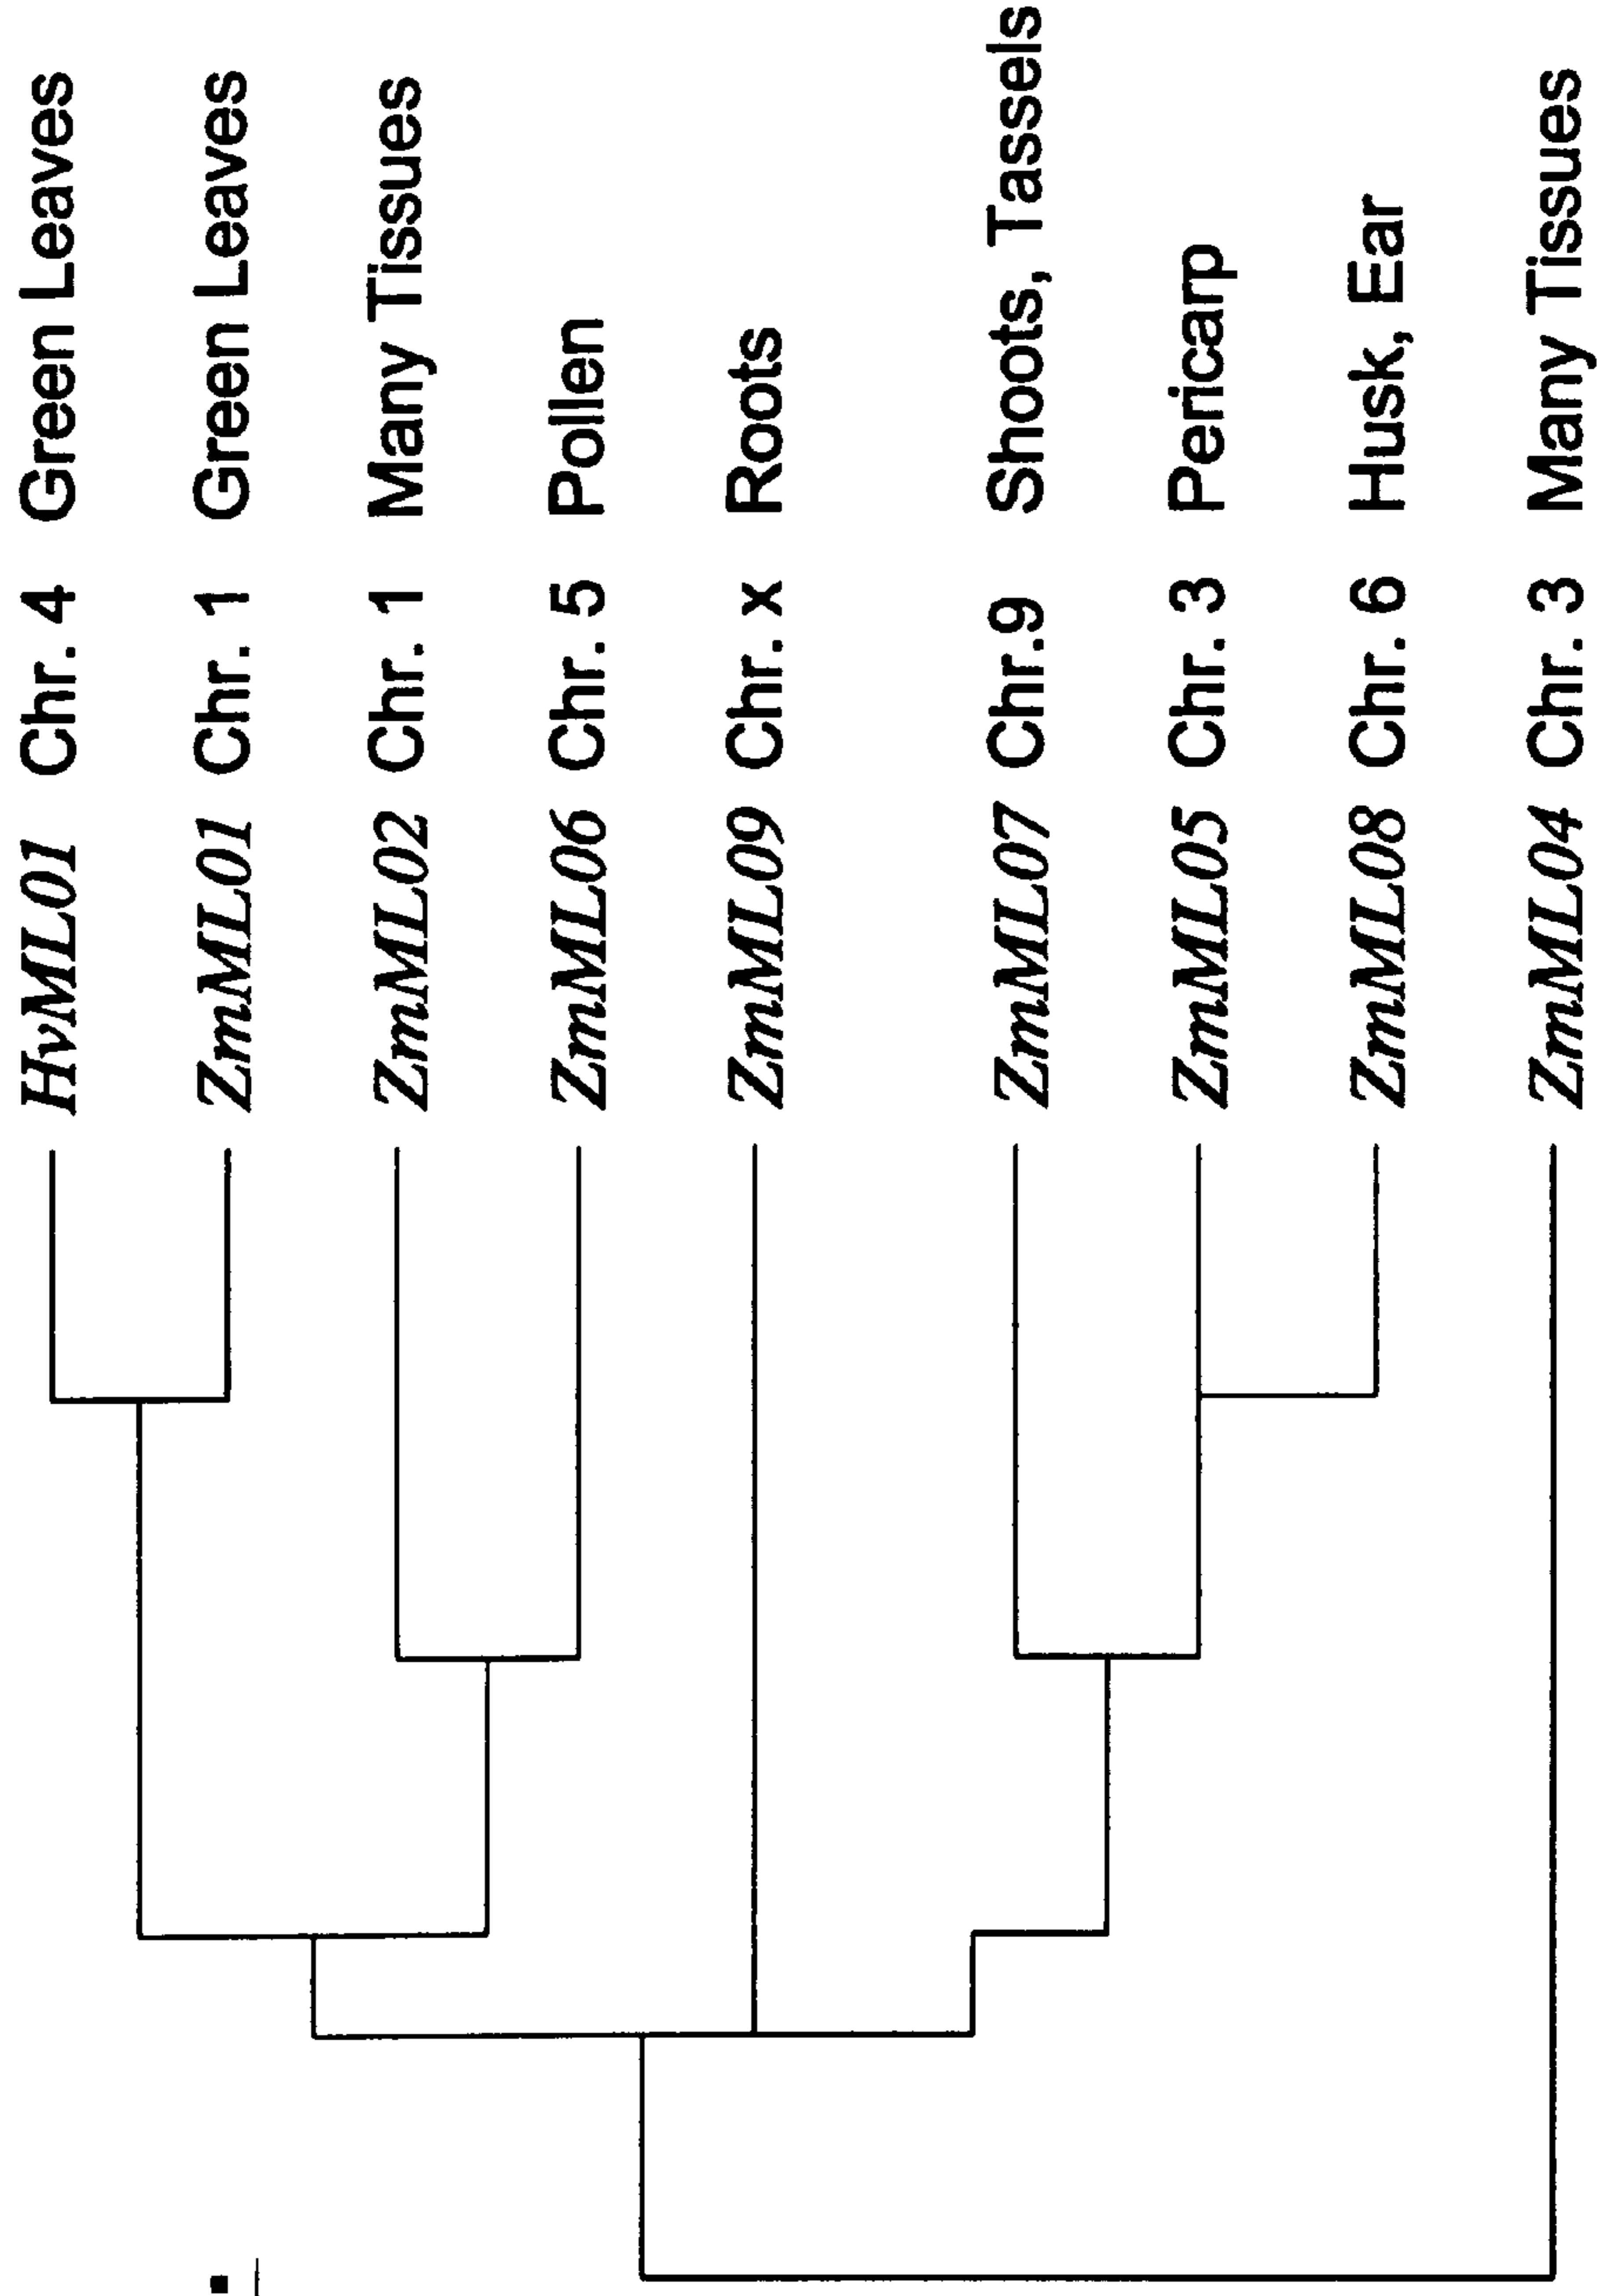 HvML01 Chr. 4 Green Leaves
ZmML01 Chr. 1 Green Leaves
ZmML02 Chr. 1 Many Tissues
ZmML06 Chr. 5 Pollen
ZmML09 Chr. x Roots
ZmML07 Chr.9 Shoots, Tassels
ZmML05 Chr. 3 Pericarp
ZmML08 Chr. 6 Husk, Ear
ZmML04 Chr. 3 Many Tissues